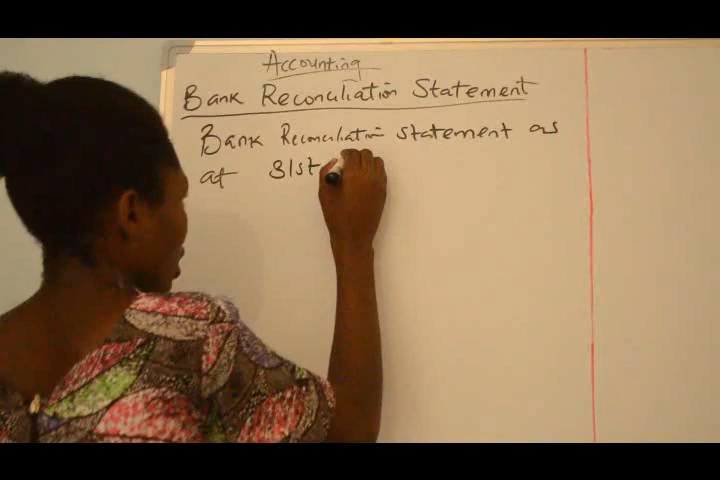 Accounting
Bank Reconciliation Statement
Bank Reconciliation statement as
at 31st